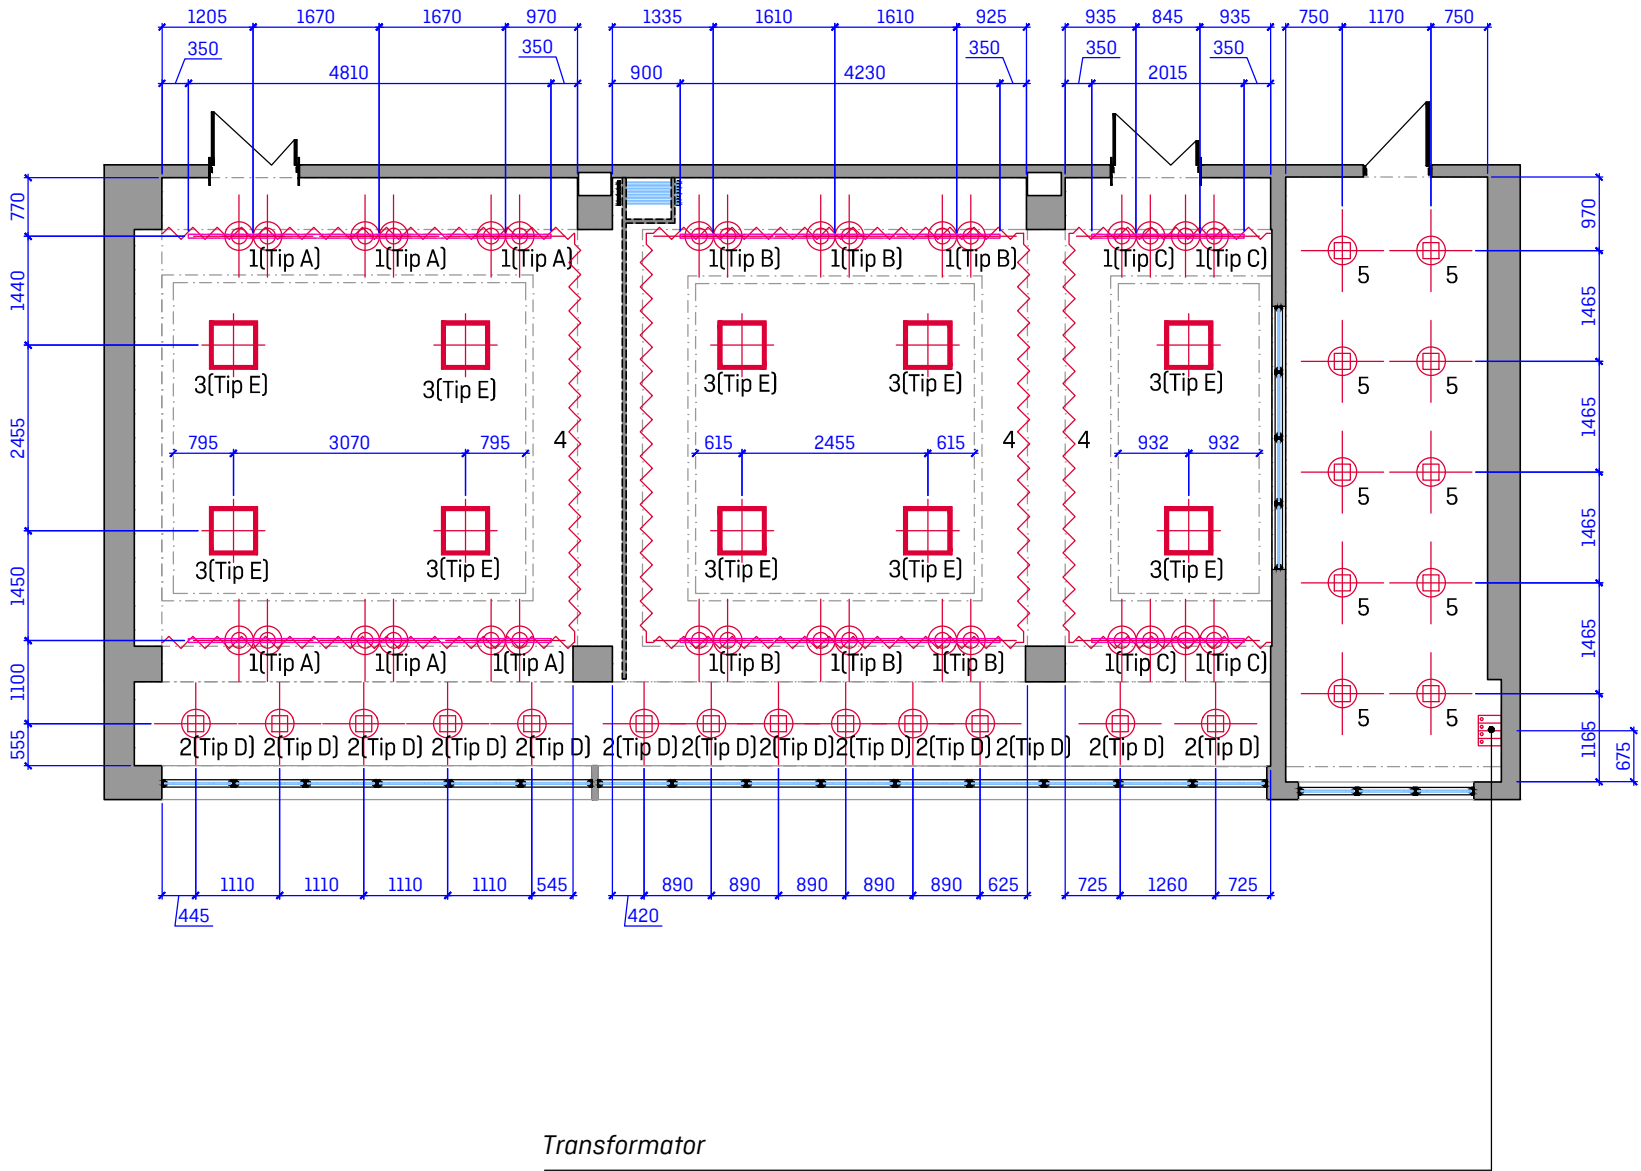 1205 1670 1670 970 1335 1610 1610 925 935 845 935 750 1170 750
350 350 350 350 350
4810 900 4230 2015
770 970
1(Tip A) 1(Tip A) 1(Tip A) 1(Tip B) 1(Tip B) 1(Tip B) 1(Tip C) 1(Tip C)
5 5
1440 1465
3(Tip E) 3(Tip E) 3(Tip E) 3(Tip E) 3(Tip E)
5 5
2455 1465
795 3070 795 4 615 2455 615 4 4 932 932
5 5
1465
3(Tip E) 3(Tip E) 3(Tip E) 3(Tip E) 3(Tip E)
1450 5 5
1465
1(Tip A) 1(Tip A) 1(Tip A) 1(Tip B) 1(Tip B) 1(Tip B) 1(Tip C) 1(Tip C)
1100 5 5
2(Tip D) 2(Tip D) 2(Tip D) 2(Tip D) 2(Tip D) 2(Tip D) 2(Tip D) 2(Tip D) 2(Tip D) 2(Tip D) 2(Tip D) 2(Tip D) 2(Tip D)
555 1165 675
1110 1110 1110 1110 545 890 890 890 890 890 625 725 1260 725
445 420
Transformator